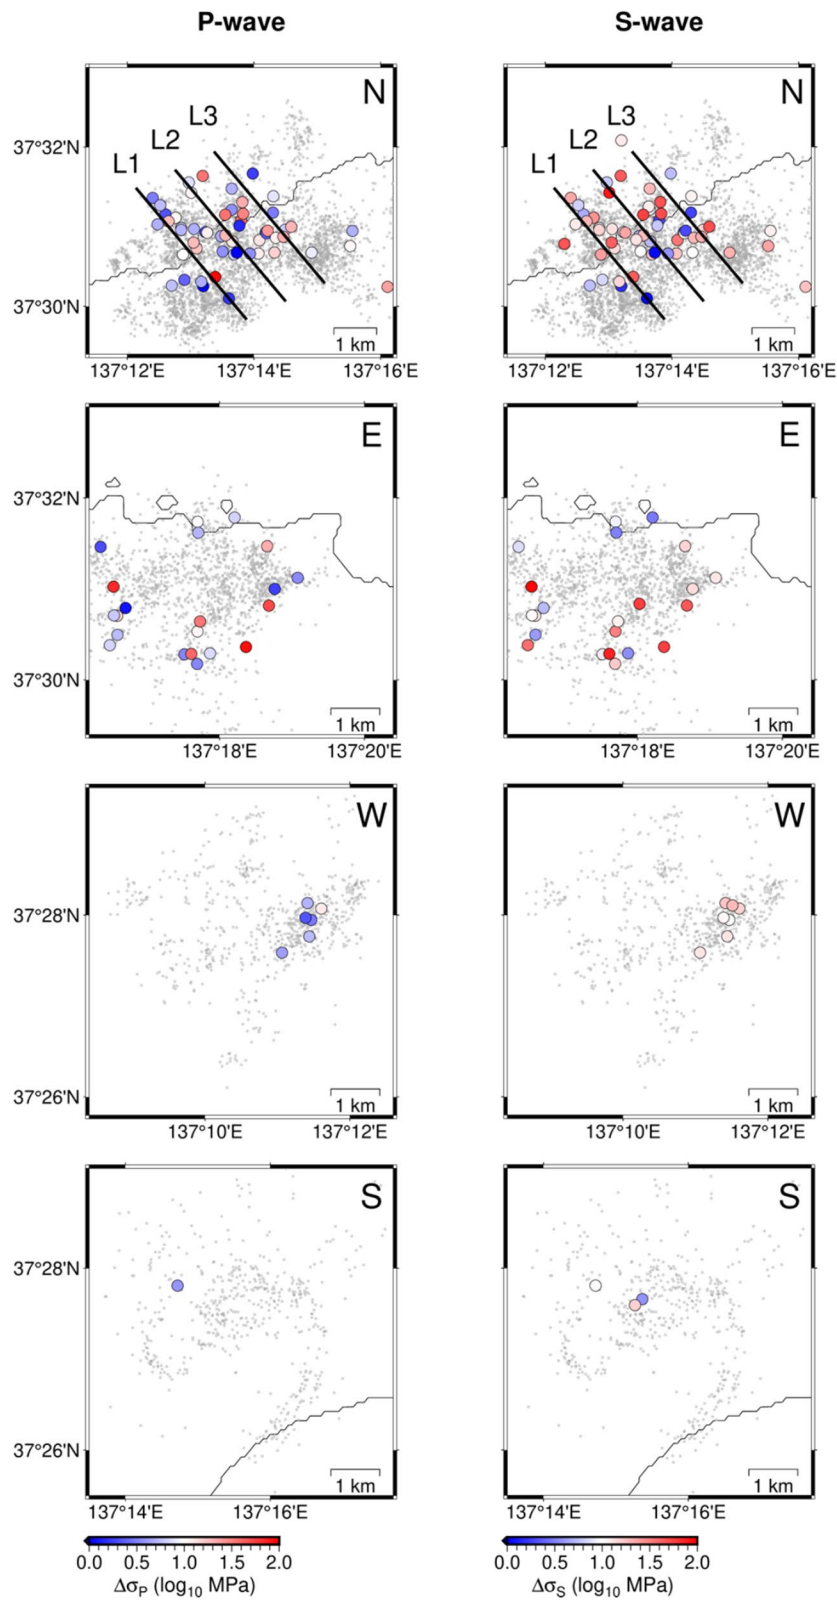 P-wave S-wave
N N
L3 L3
L2 L2
L1 L1
37°32'N
37°30'N
1 km 1 km
137°12'E 137°14'E 137°16'E 137°12'E 137°14'E 137°16'E
E E
37°32'N
37°30'N
1 km 1 km
137°18'E 137°20'E 137°18'E 137°20'E
W W
37°28'N
37°26'N
1 km 1 km
137°10'E 137°12'E 137°10'E 137°12'E
S S
37°28'N
37°26'N
1 km 1 km
137°14'E 137°16'E 137°14'E 137°16'E
0.0 0.5 1.0 1.5 2.0 0.0 0.5 1.0 1.5 2.0
Δσ_P (log₁₀ MPa) Δσ_S (log₁₀ MPa)